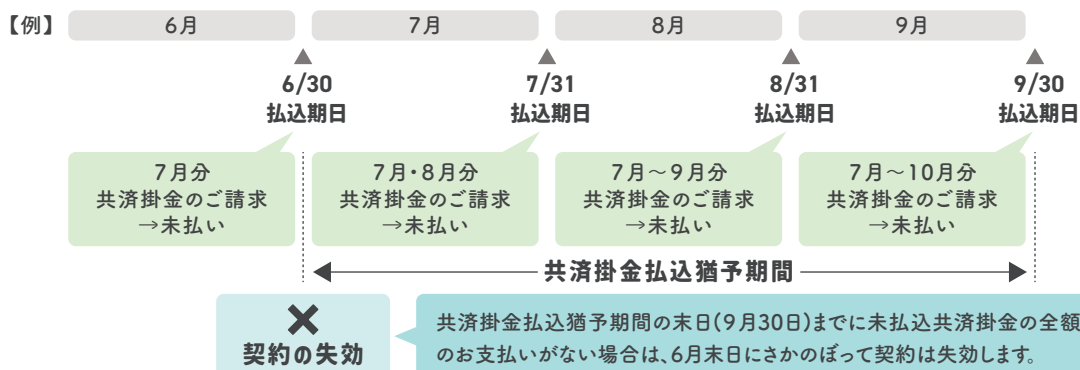 【例】 6月 7月 8月 9月
6/30 7/31 8/31 9/30
払込期日 払込期日 払込期日 払込期日
7月分 7月・8月分 7月～9月分 7月～10月分
共済掛金のご請求 共済掛金のご請求 共済掛金のご請求 共済掛金のご請求
→未払い →未払い →未払い →未払い
共済掛金払込猶予期間
契約の失効
共済掛金払込猶予期間の末日(9月30日)までに未払込共済掛金の全額
のお支払いがない場合は、6月末日にさかのぼって契約は失効します。